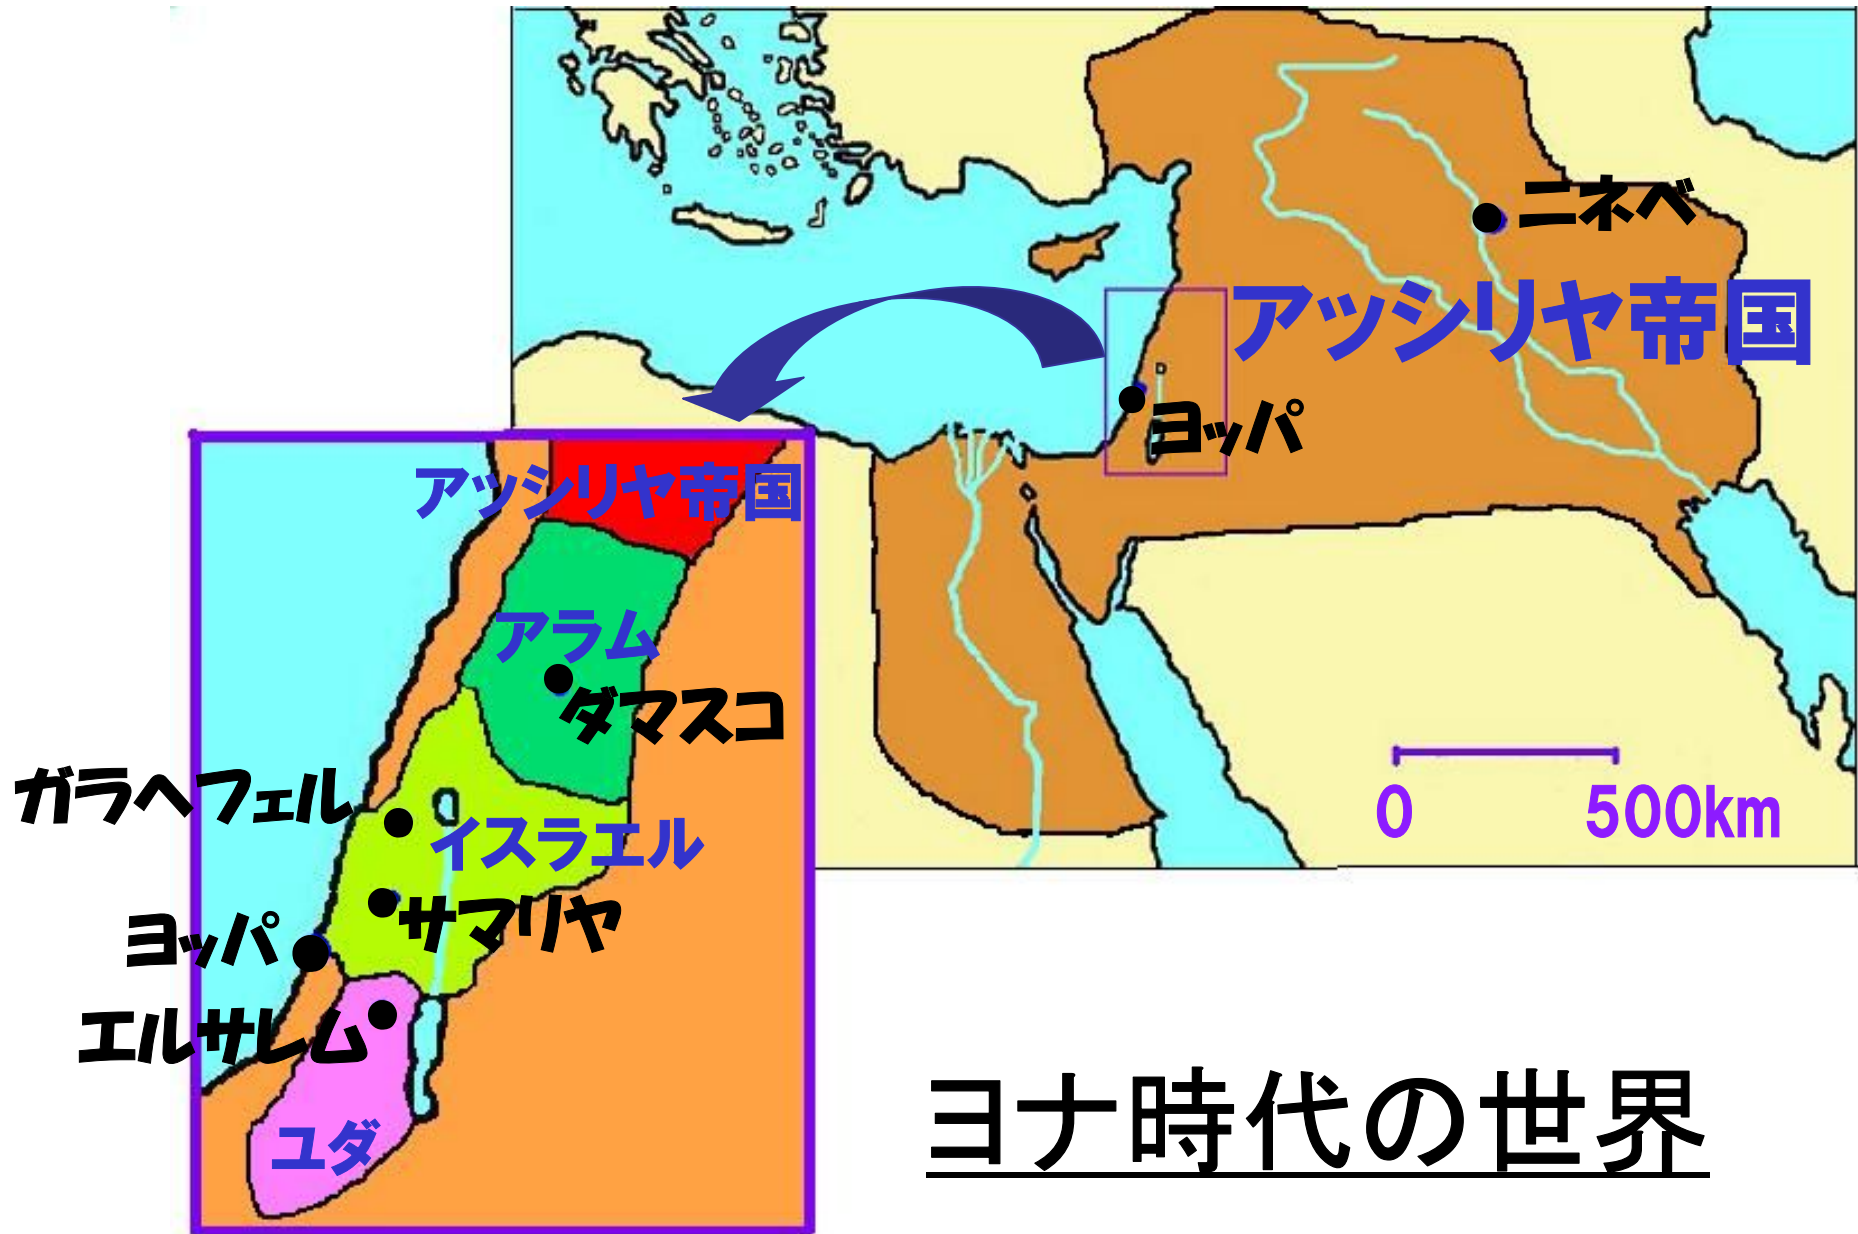 ニネベ
アッシリヤ帝国
ヨッパ
アッシリヤ帝国
アラム
ダマスコ
ガラヘフェル
イスラエル
サマリヤ
ヨッパ
エルサレム
ユダ
0 500km
ヨナ時代の世界